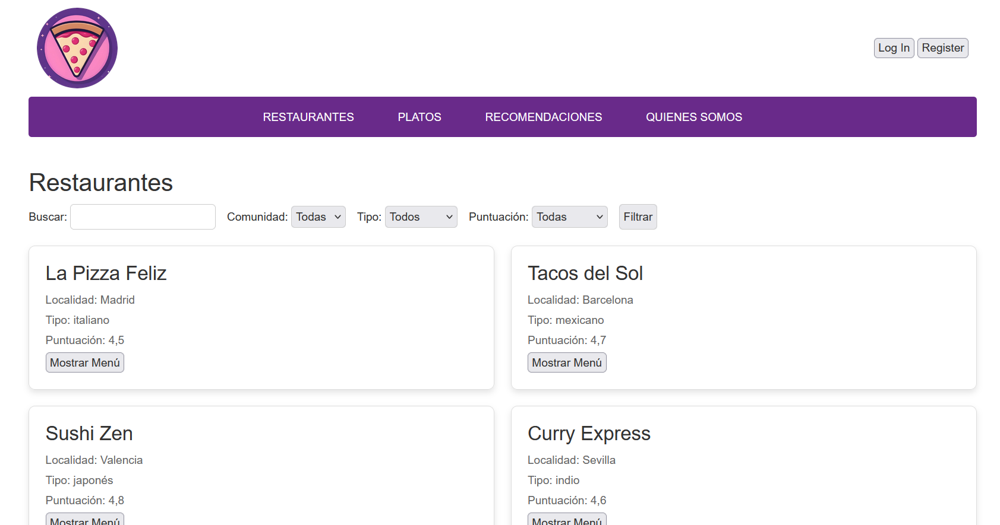 Log In Register
RESTAURANTES PLATOS RECOMENDACIONES QUIENES SOMOS
Restaurantes
Buscar: Comunidad: Todas Tipo: Todos Puntuación: Todas Filtrar
La Pizza Feliz
Localidad: Madrid
Tipo: italiano
Puntuación: 4,5
Mostrar Menú
Tacos del Sol
Localidad: Barcelona
Tipo: mexicano
Puntuación: 4,7
Mostrar Menú
Sushi Zen
Localidad: Valencia
Tipo: japonés
Puntuación: 4,8
Mostrar Menú
Curry Express
Localidad: Sevilla
Tipo: indio
Puntuación: 4,6
Mostrar Menú